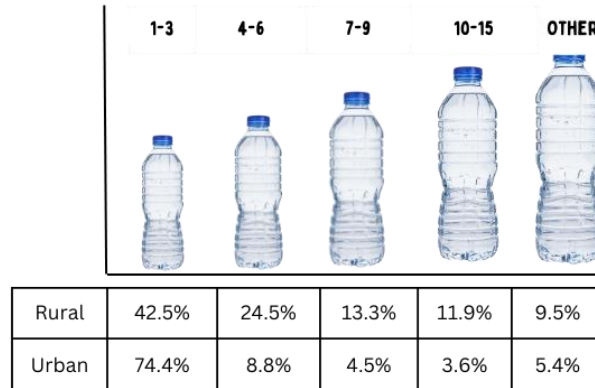 1-3 4-6 7-9 10-15 OTHER
Rural 42.5% 24.5% 13.3% 11.9% 9.5%
Urban 74.4% 8.8% 4.5% 3.6% 5.4%